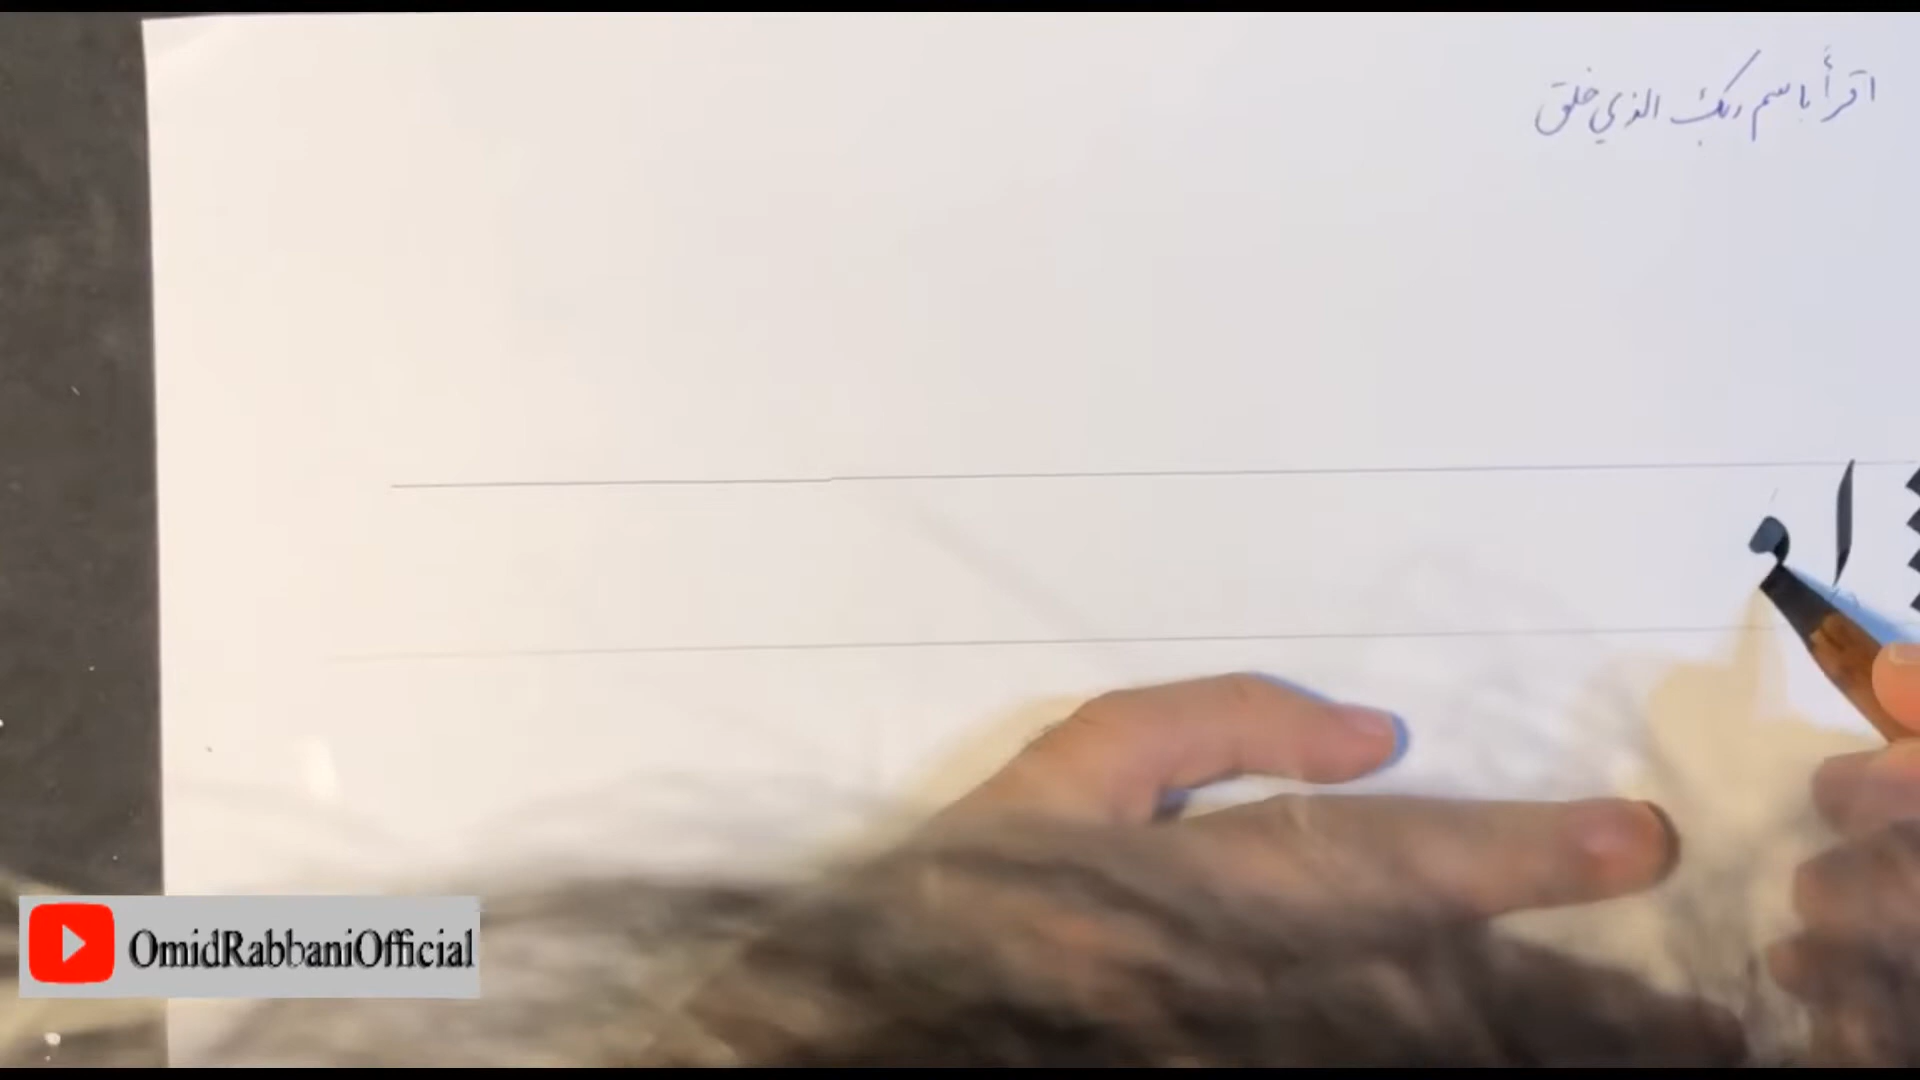 اقرأ باسم ربك الذي خلق
ا
OmidRabbaniOfficial